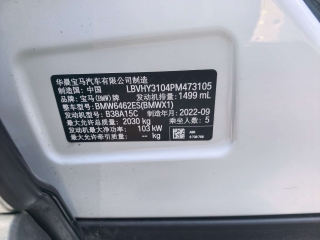 华晨宝马汽车有限公司制造
制造国:中国 LBVHY3104PM473105
品牌:宝马(BMW)牌 发动机排量:1499 mL
整车型号:BMW6462ES(BMWX1)
发动机型号:B38A15C 制造年月:2022-09
最大允许总质量:2030 kg 乘坐人数:5
发动机最大净功率:103 kW
最大允许牵引质量:-- kg